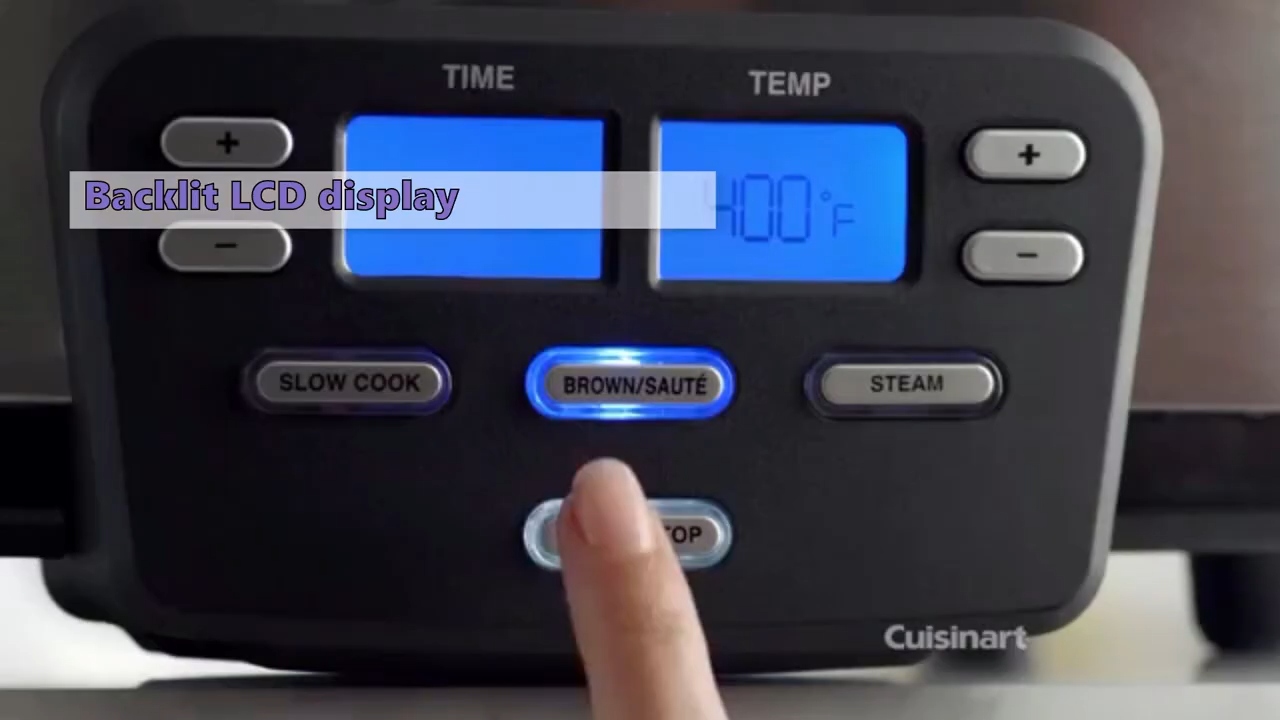 TIME
TEMP
+
+
Backlit LCD display
400°F
−
−
SLOW COOK
BROWN/SAUTÉ
STEAM
Cuisinart